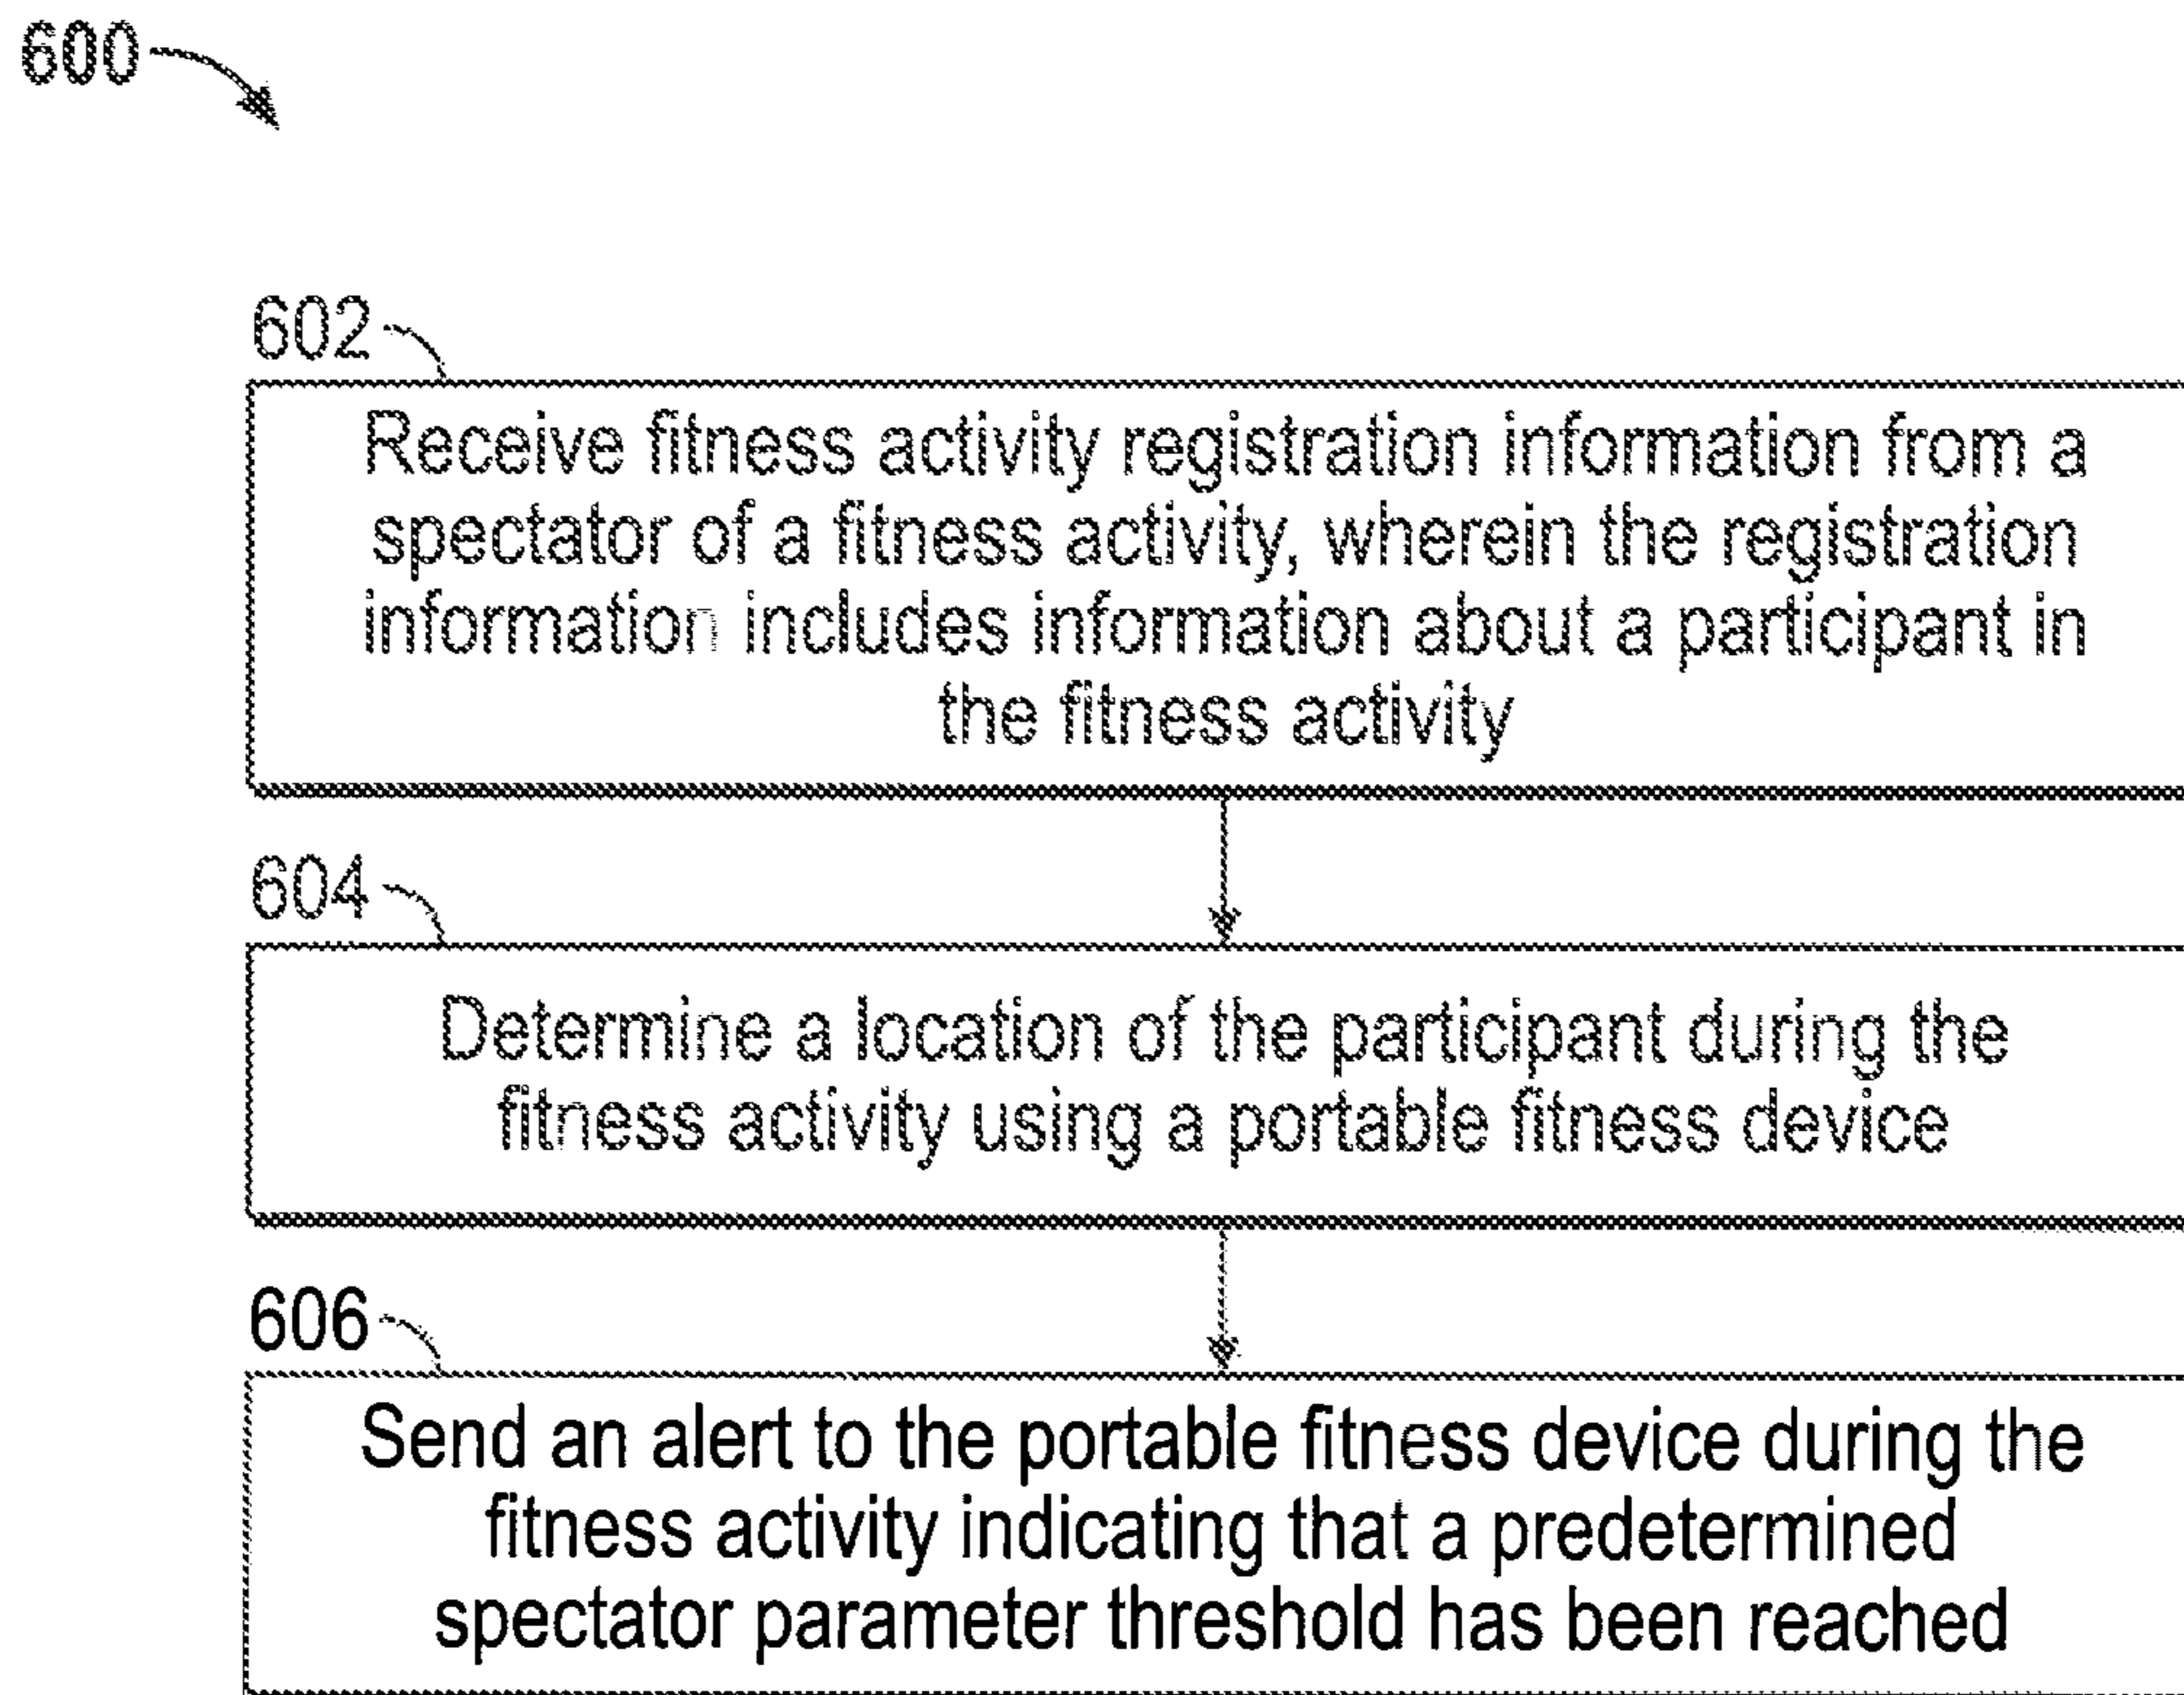 600
602
Receive fitness activity registration information from a
spectator of a fitness activity, wherein the registration
information includes information about a participant in
the fitness activity
604
Determine a location of the participant during the
fitness activity using a portable fitness device
606
Send an alert to the portable fitness device during the
fitness activity indicating that a predetermined
spectator parameter threshold has been reached